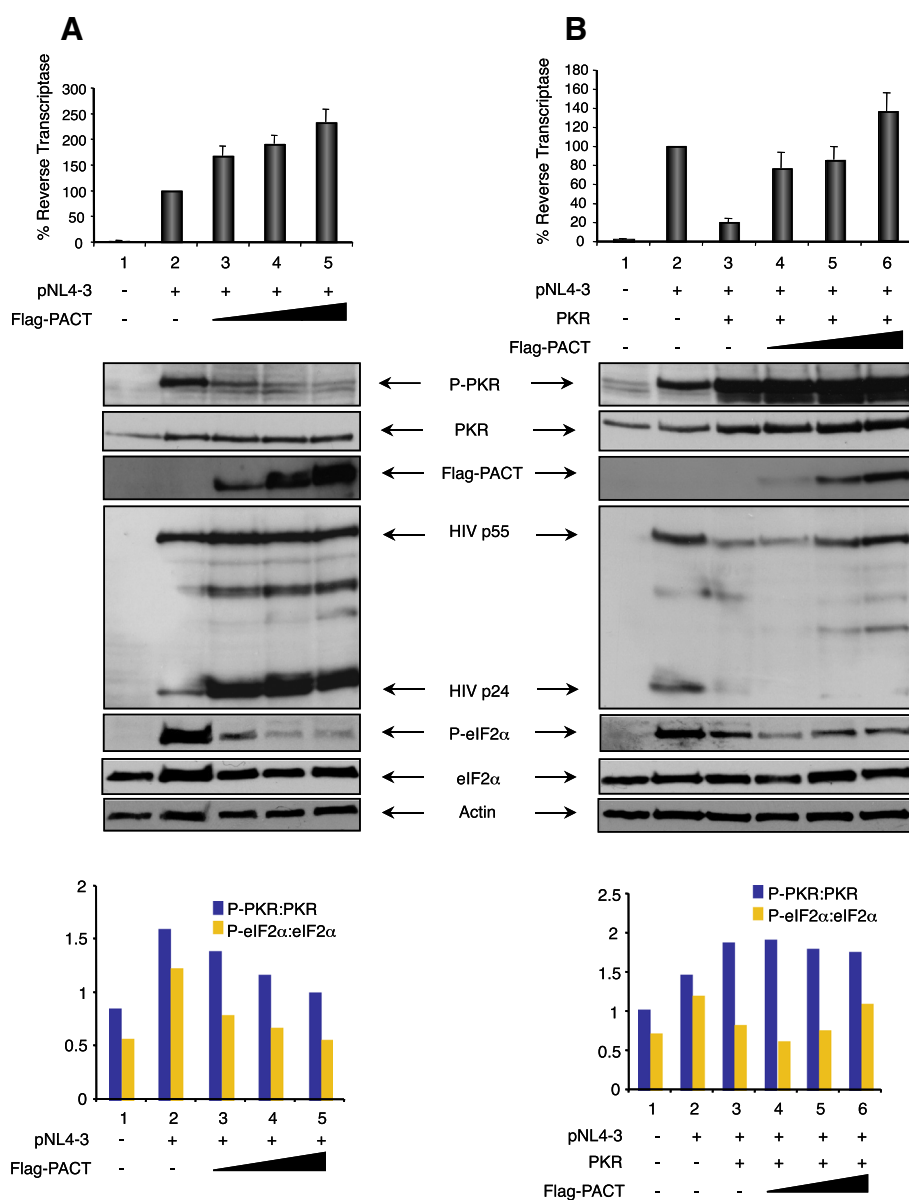 A
% Reverse Transcriptase
300
250
200
150
100
50
0
1 2 3 4 5
pNL4-3 - + + + +
Flag-PACT - -
B
% Reverse Transcriptase
180
160
140
120
100
80
60
40
20
0
1 2 3 4 5 6
pNL4-3 - + + + + +
PKR - - + + + +
Flag-PACT - - -
P-PKR
PKR
Flag-PACT
HIV p55
HIV p24
P-eIF2α
eIF2α
Actin
2
1.5
1
0.5
0
P-PKR:PKR
P-eIF2α:eIF2α
1 2 3 4 5
pNL4-3 - + + + +
Flag-PACT - -
2.5
2
1.5
1
0.5
0
P-PKR:PKR
P-eIF2α:eIF2α
1 2 3 4 5 6
pNL4-3 - + + + + +
PKR - - + + + +
Flag-PACT - - -